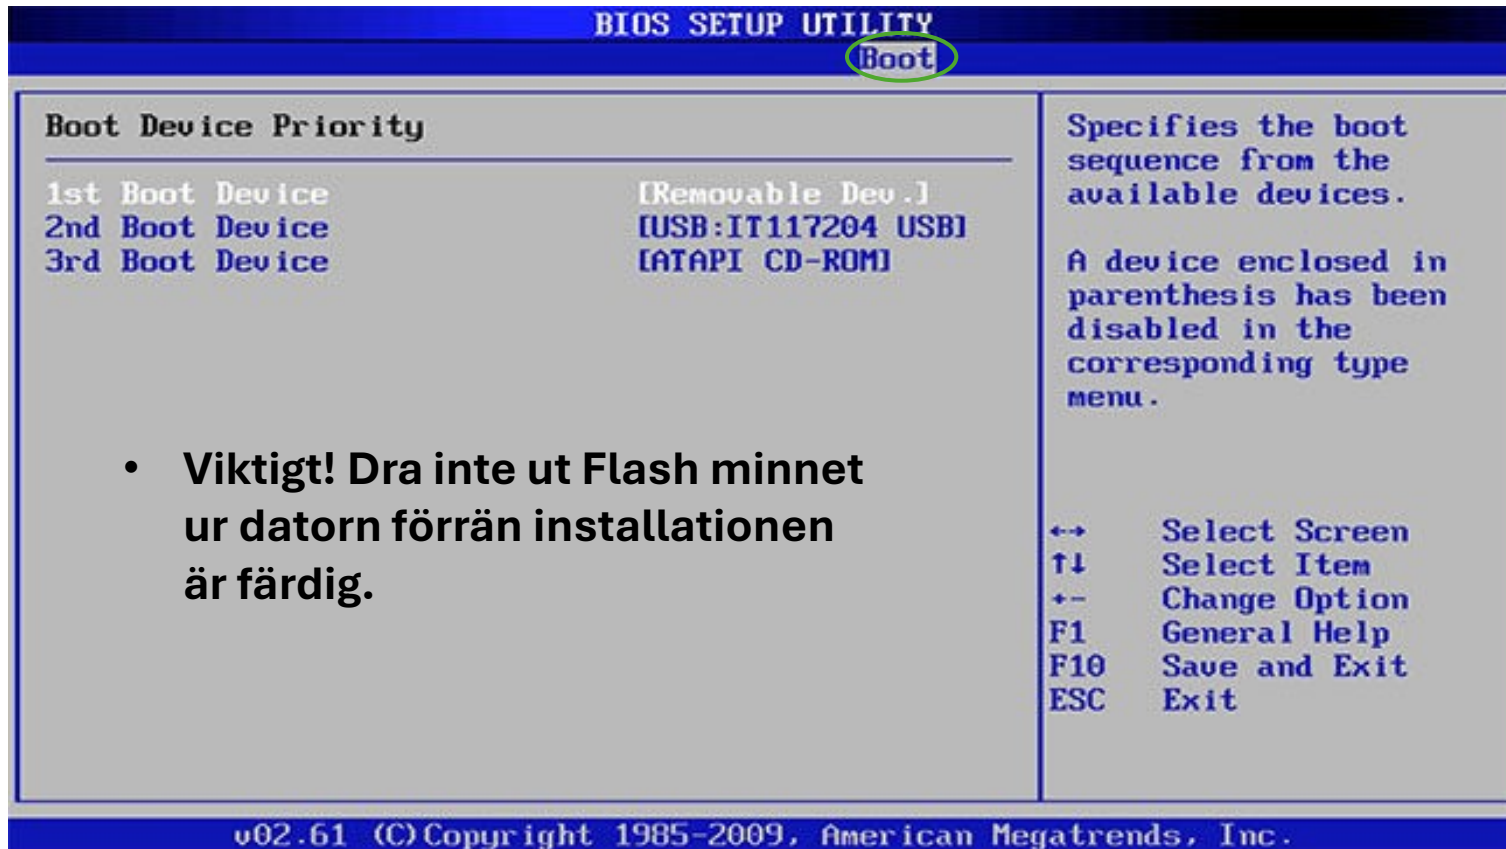 BIOS SETUP UTILITY
Boot
Boot Device Priority
1st Boot Device [Removable Dev.]
2nd Boot Device [USB:IT117204 USB]
3rd Boot Device [ATAPI CD-ROM]
• Viktigt! Dra inte ut Flash minnet
ur datorn förrän installationen
är färdig.
Specifies the boot
sequence from the
available devices.
A device enclosed in
parenthesis has been
disabled in the
corresponding type
menu.
←→ Select Screen
↑↓ Select Item
+- Change Option
F1 General Help
F10 Save and Exit
ESC Exit
v02.61 (C)Copyright 1985-2009, American Megatrends, Inc.